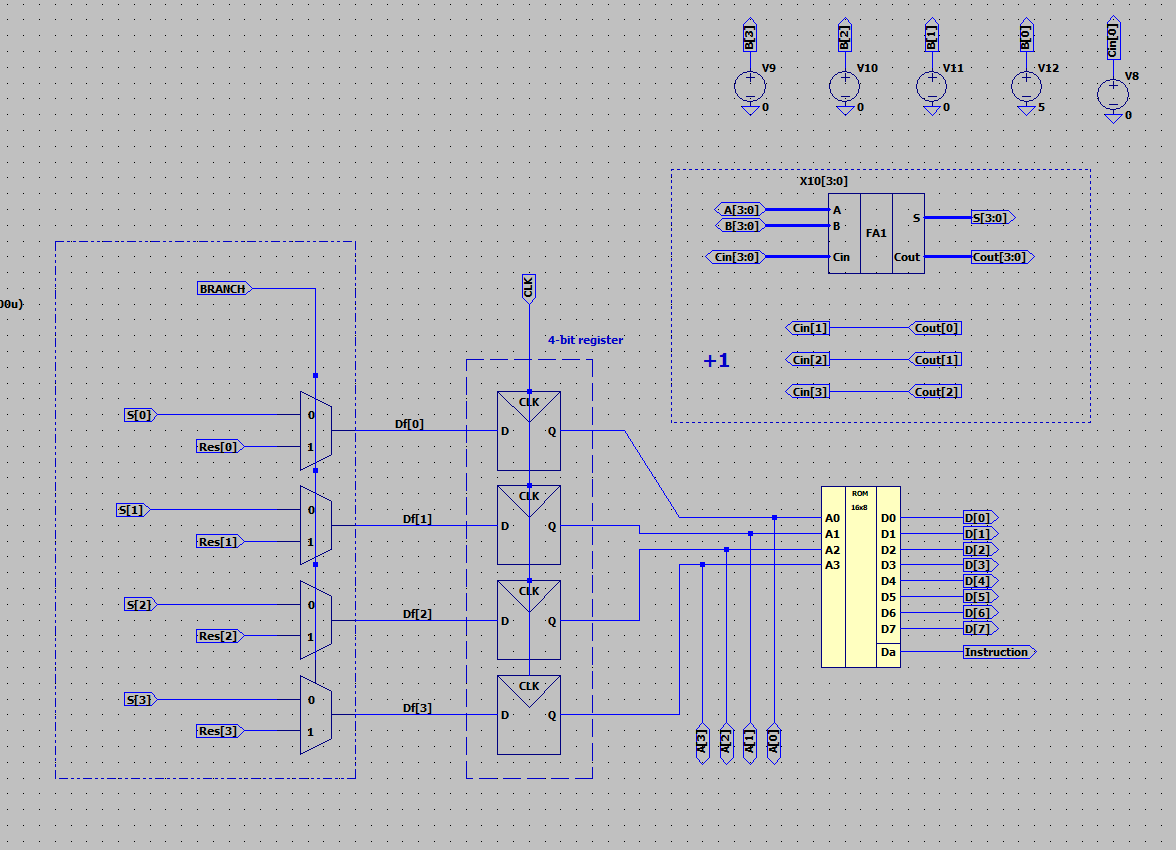 B[3]
B[2]
B[1]
B[0]
Cin[0]
V9
V10
V11
V12
V8
0
0
0
5
0
X10[3:0]
A[3:0]
A
B[3:0]
B
Cin[3:0]
Cin
FA1
S
S[3:0]
Cout
Cout[3:0]
Cin[1]
Cout[0]
+1
Cin[2]
Cout[1]
Cin[3]
Cout[2]
00u}
BRANCH
CLK
4-bit register
S[0]
0
Res[0]
1
Df[0]
CLK
D
Q
S[1]
0
Res[1]
1
Df[1]
CLK
D
Q
S[2]
0
Res[2]
1
Df[2]
CLK
D
Q
S[3]
0
Res[3]
1
Df[3]
CLK
D
Q
ROM
16x8
A0
A1
A2
A3
D0
D1
D2
D3
D4
D5
D6
D7
Da
D[0]
D[1]
D[2]
D[3]
D[4]
D[5]
D[6]
D[7]
Instruction
A[3]
A[2]
A[1]
A[0]